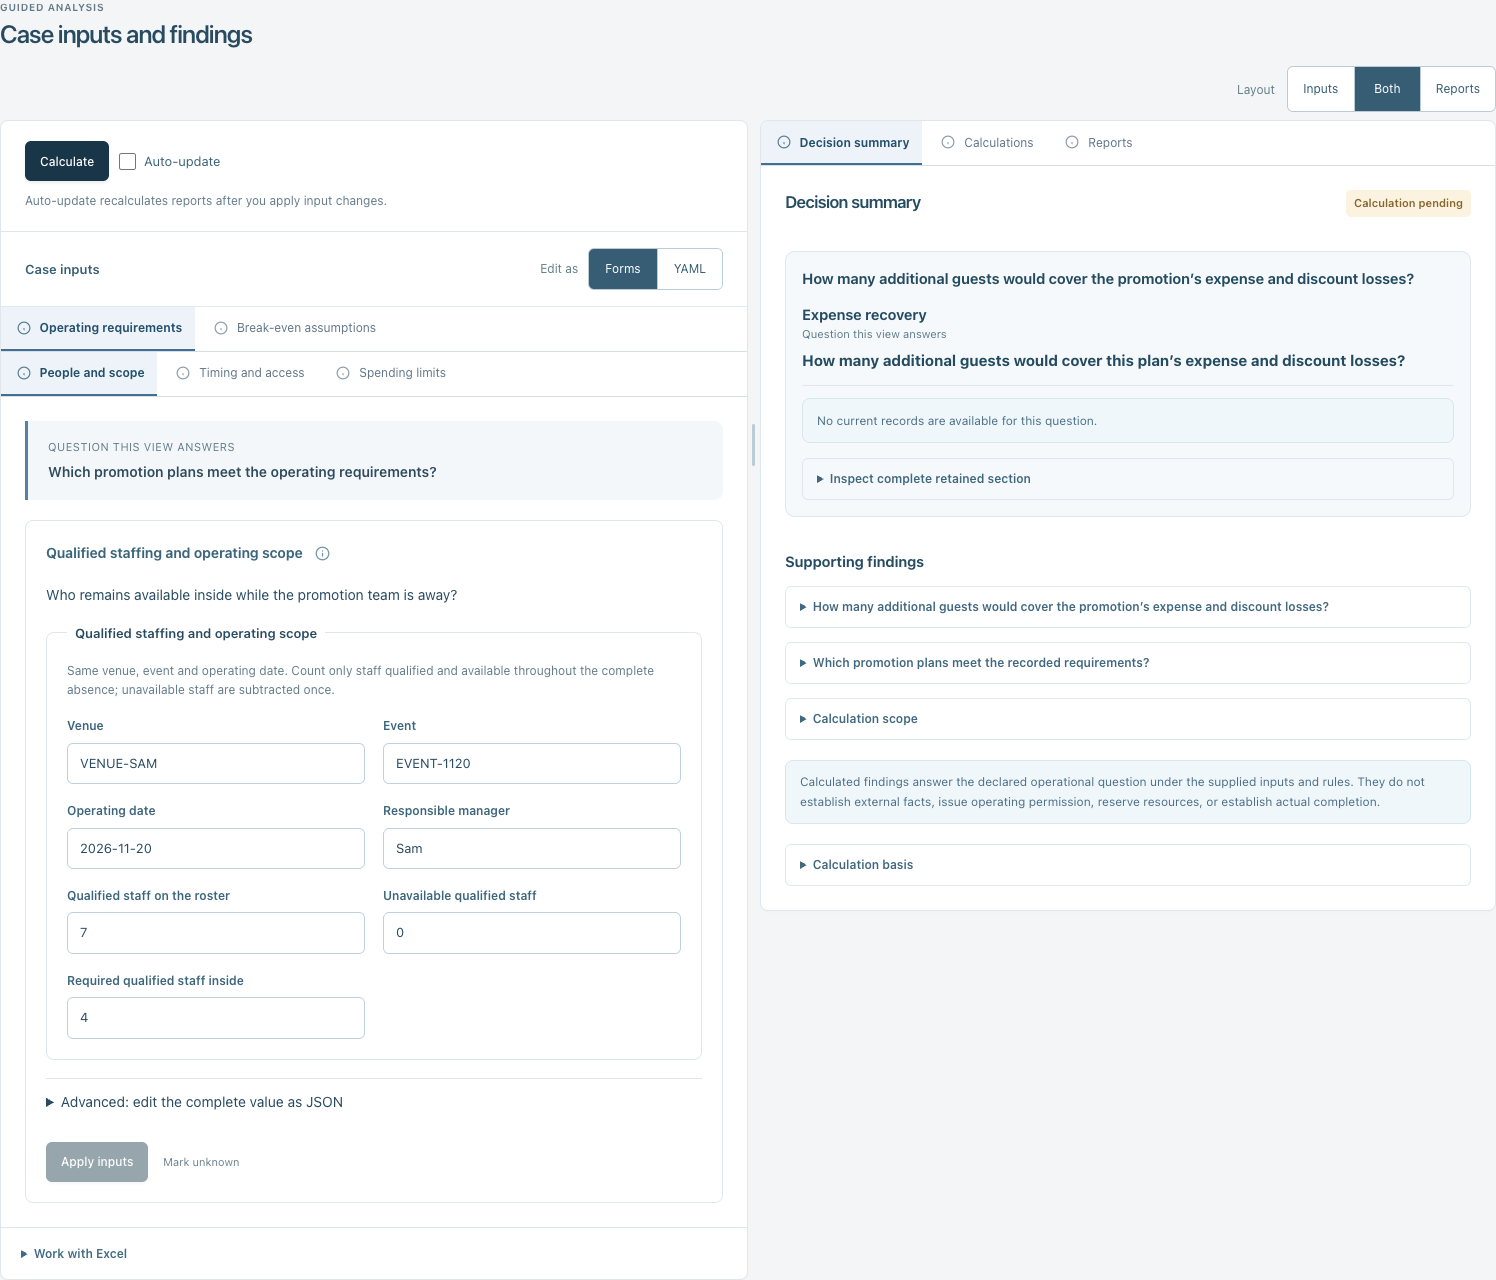 GUIDED ANALYSIS
Case inputs and findings
Layout
Inputs
Both
Reports
Calculate
Auto-update
Auto-update recalculates reports after you apply input changes.
Case inputs
Edit as
Forms
YAML
Operating requirements
Break-even assumptions
People and scope
Timing and access
Spending limits
QUESTION THIS VIEW ANSWERS
Which promotion plans meet the operating requirements?
Qualified staffing and operating scope
Who remains available inside while the promotion team is away?
Qualified staffing and operating scope
Same venue, event and operating date. Count only staff qualified and available throughout the complete
absence; unavailable staff are subtracted once.
Venue
Event
VENUE-SAM
EVENT-1120
Operating date
Responsible manager
2026-11-20
Sam
Qualified staff on the roster
Unavailable qualified staff
7
0
Required qualified staff inside
4
Advanced: edit the complete value as JSON
Apply inputs
Mark unknown
Work with Excel
Decision summary
Calculations
Reports
Decision summary
Calculation pending
How many additional guests would cover the promotion's expense and discount losses?
Expense recovery
Question this view answers
How many additional guests would cover this plan's expense and discount losses?
No current records are available for this question.
Inspect complete retained section
Supporting findings
How many additional guests would cover the promotion's expense and discount losses?
Which promotion plans meet the recorded requirements?
Calculation scope
Calculated findings answer the declared operational question under the supplied inputs and rules. They do not
establish external facts, issue operating permission, reserve resources, or establish actual completion.
Calculation basis